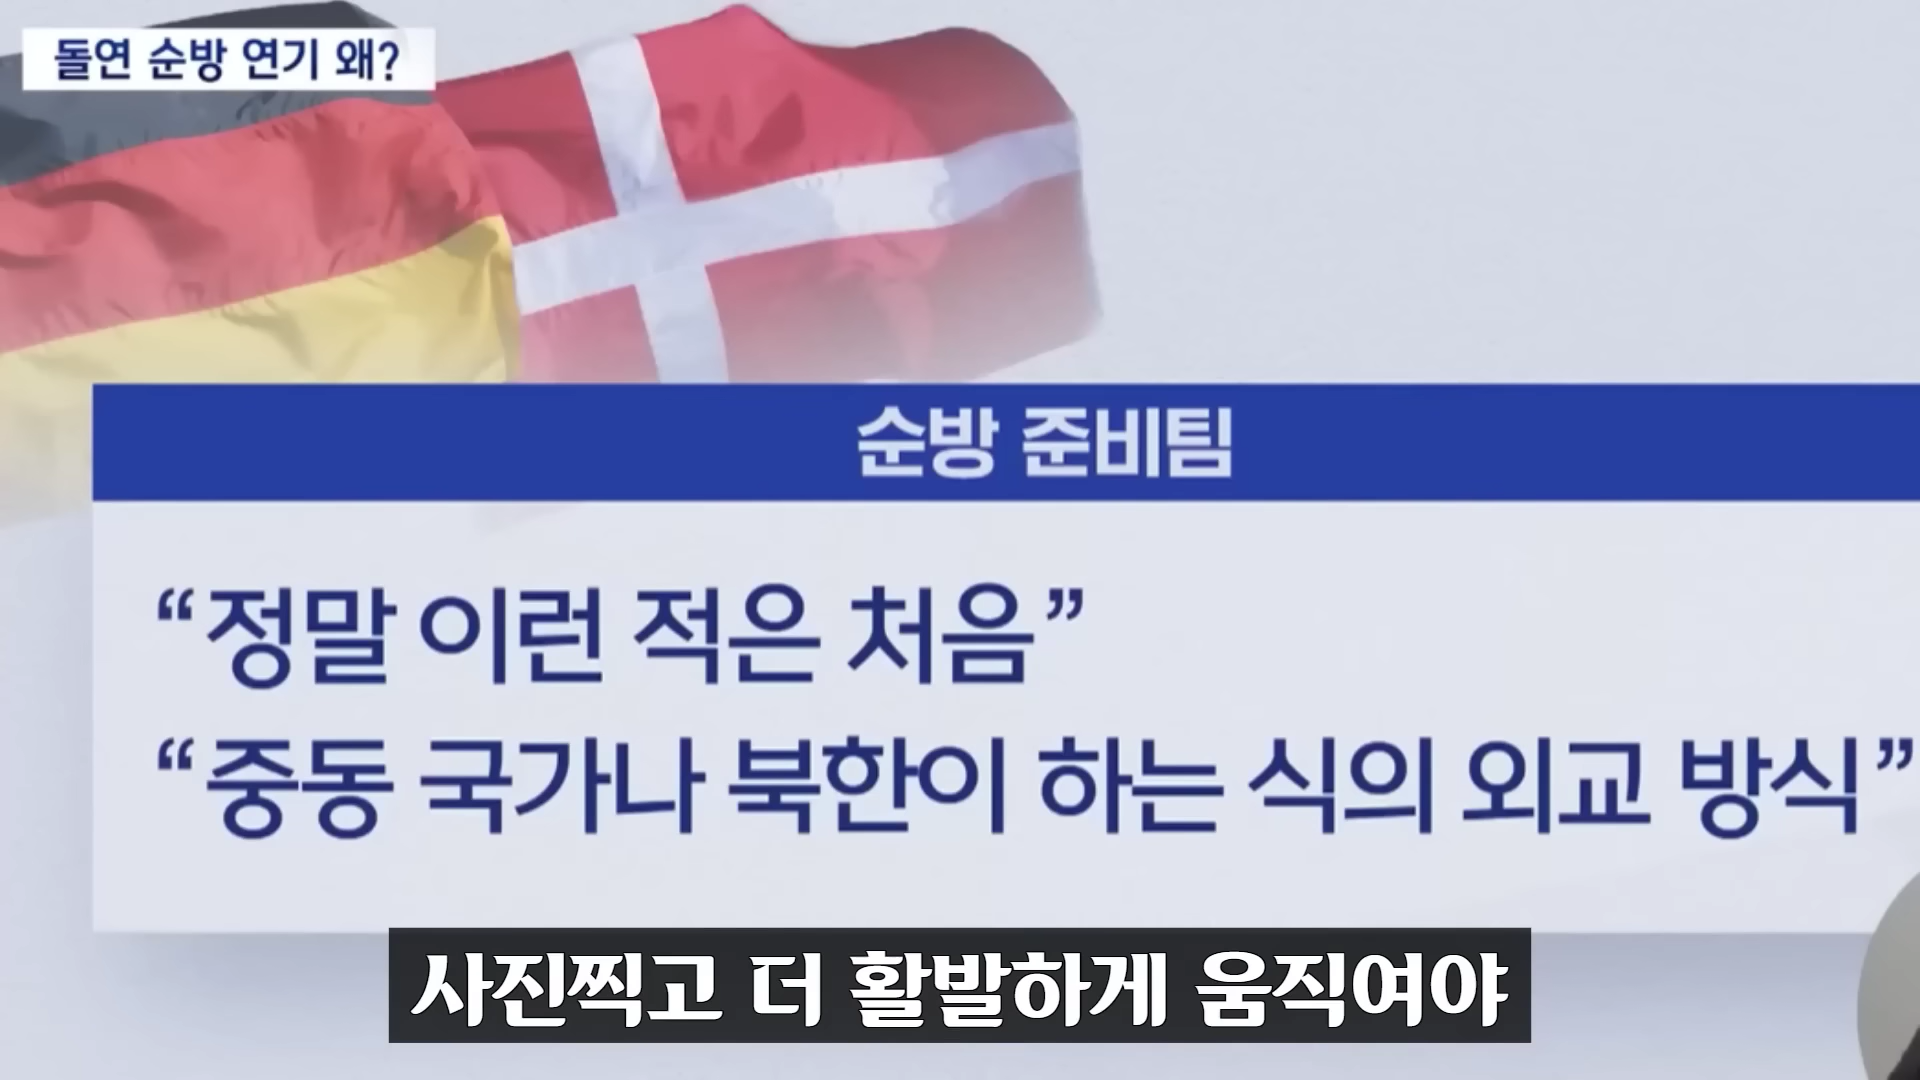 돌연 순방 연기 왜?
순방 준비팀
“정말 이런 적은 처음”
“중동 국가나 북한이 하는 식의 외교 방식”
사진찍고 더 활발하게 움직여야